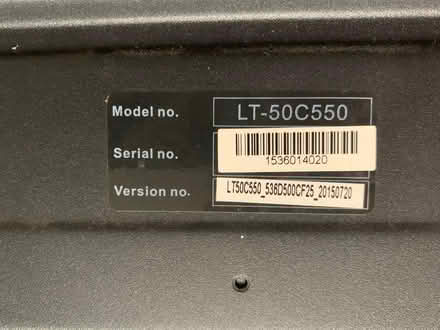 Model no. LT-50C550
Serial no. 1536014020
Version no. LT50C550_536D500CF25_20150720